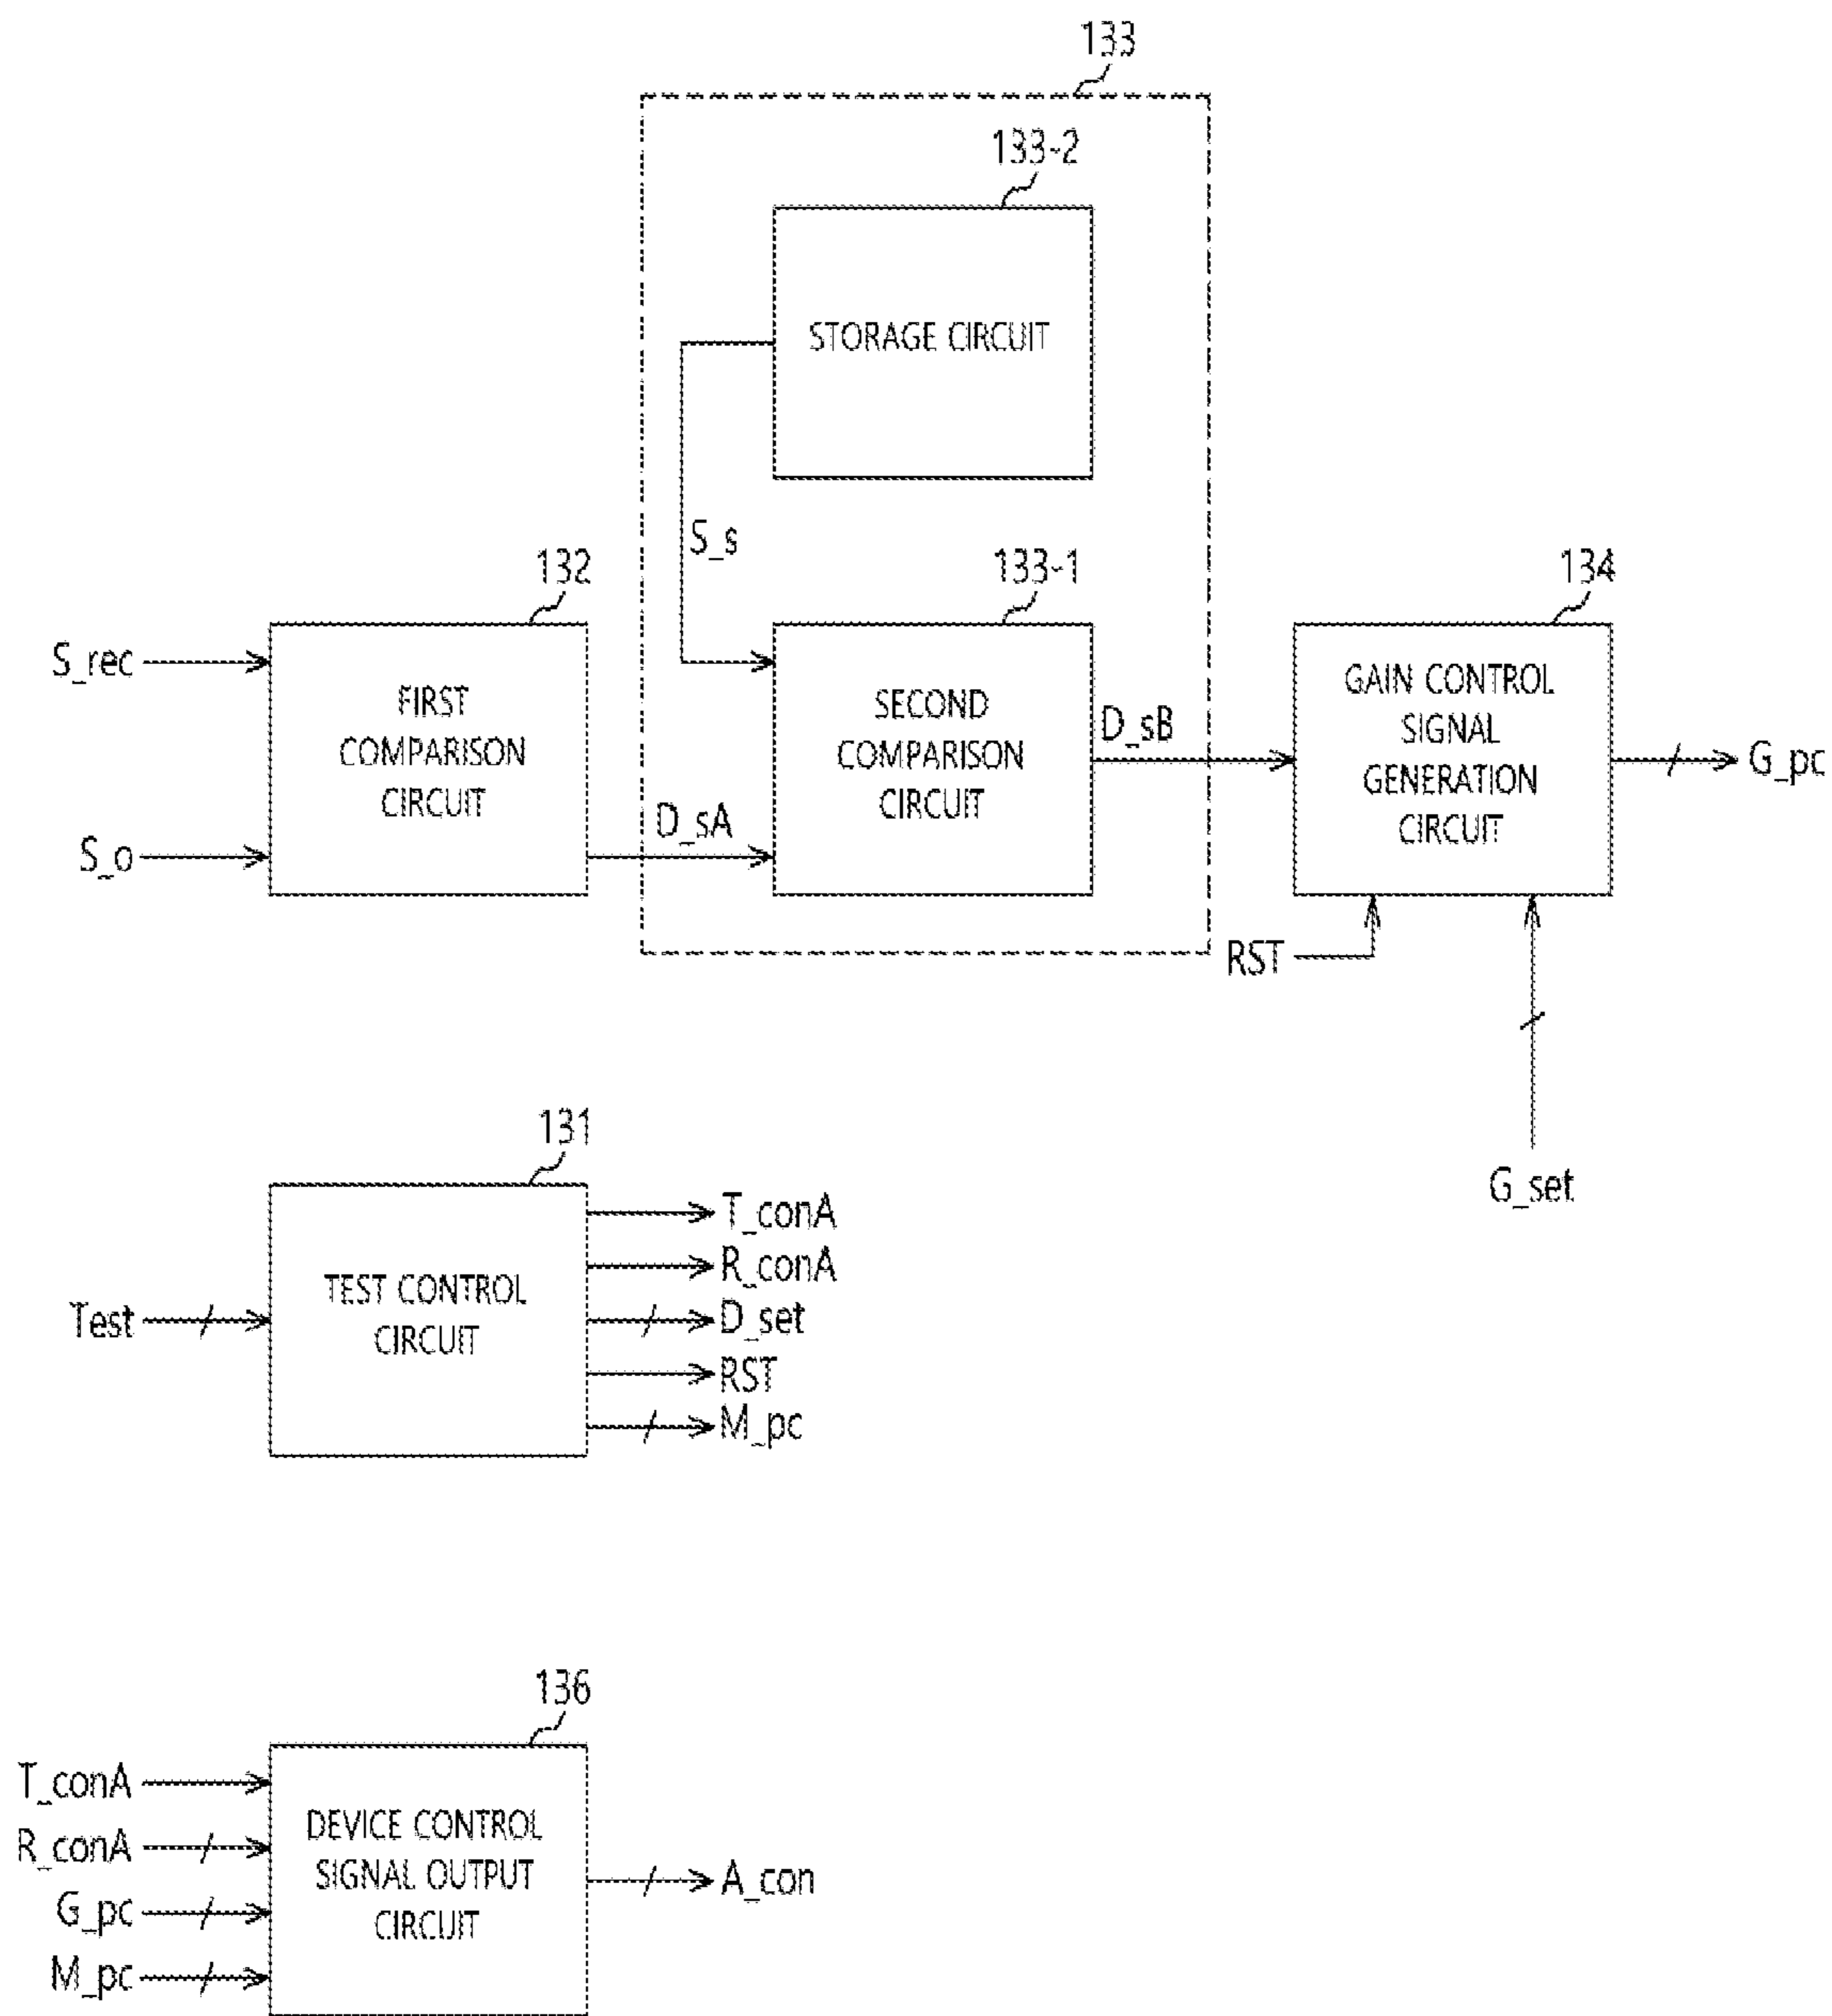 133
133-2
STORAGE CIRCUIT
S_s
132
133-1
134
S_rec
S_o
FIRST
COMPARISON
CIRCUIT
D_sA
SECOND
COMPARISON
CIRCUIT
D_sB
GAIN CONTROL
SIGNAL
GENERATION
CIRCUIT
G_pc
RST
G_set
131
Test
TEST CONTROL
CIRCUIT
T_conA
R_conA
D_set
RST
M_pc
136
T_conA
R_conA
G_pc
M_pc
DEVICE CONTROL
SIGNAL OUTPUT
CIRCUIT
A_con